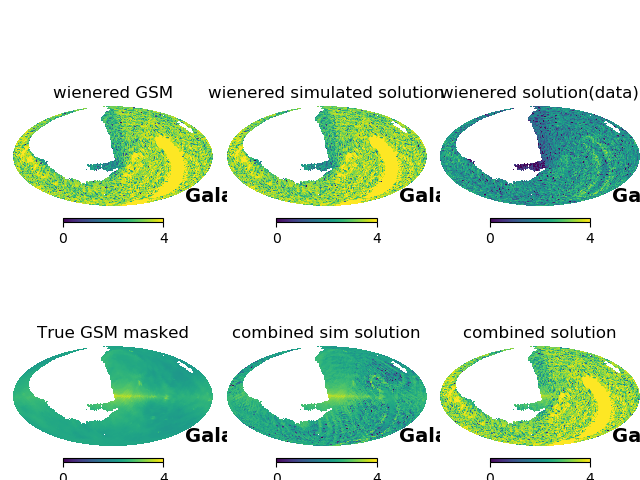 wienered GSM
wienered simulated solution
wienered solution(data)
Gala
Gala
Ga
0 4
0 4
0 4
True GSM masked
combined sim solution
combined solution
Gala
Gala
Ga
0 4
0 4
0 4